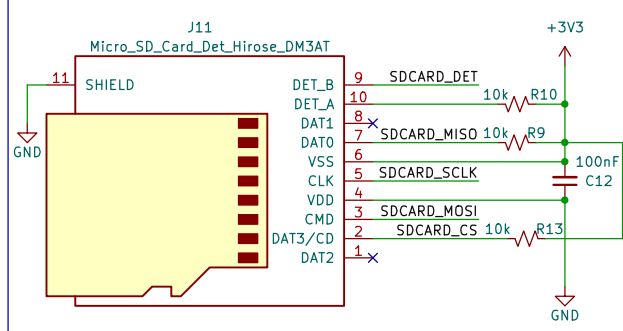 J11
Micro_SD_Card_Det_Hirose_DM3AT
+3V3
11 SHIELD
GND
DET_B 9 SDCARD_DET
DET_A 10 10k R10
DAT1 8
DAT0 7 SDCARD_MISO 10k R9
VSS 6 100nF
CLK 5 SDCARD_SCLK C12
VDD 4
CMD 3 SDCARD_MOSI
DAT3/CD 2 SDCARD_CS 10k R13
DAT2 1
GND